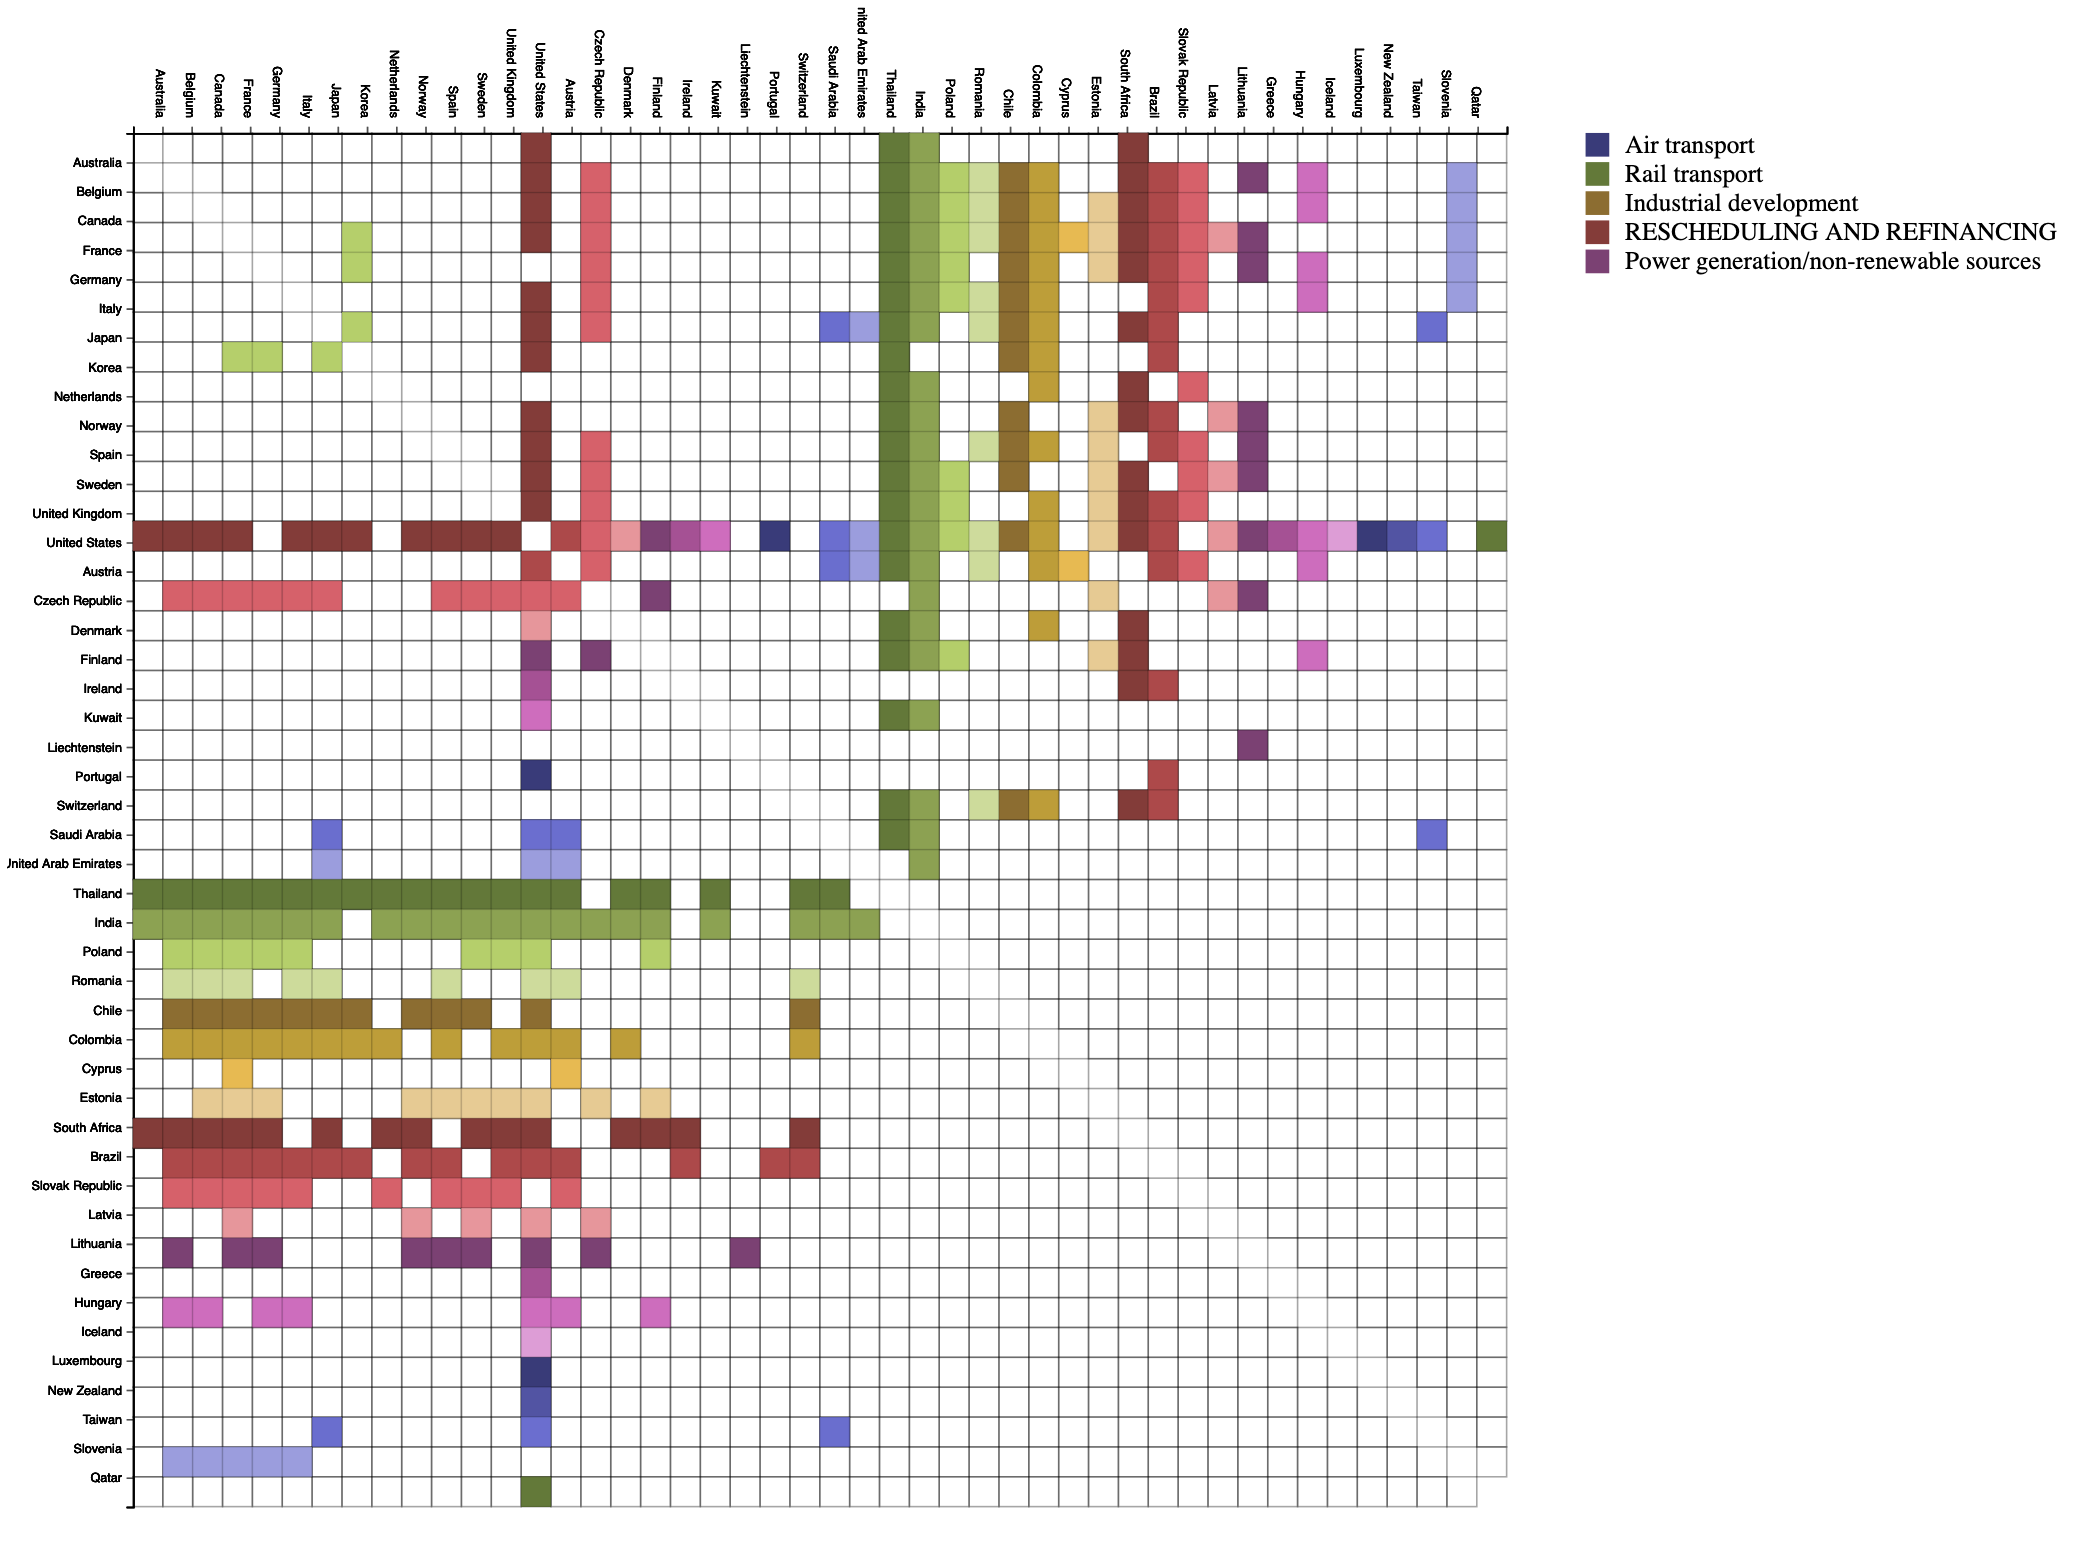 Australia
Belgium
Canada
France
Germany
Italy
Japan
Korea
Netherlands
Norway
Spain
Sweden
United Kingdom
United States
Austria
Czech Republic
Denmark
Finland
Ireland
Kuwait
Liechtenstein
Portugal
Switzerland
Saudi Arabia
nited Arab Emirates
Thailand
India
Poland
Romania
Chile
Colombia
Cyprus
Estonia
South Africa
Brazil
Slovak Republic
Latvia
Lithuania
Greece
Hungary
Iceland
Luxembourg
New Zealand
Taiwan
Slovenia
Qatar
Australia
Belgium
Canada
France
Germany
Italy
Japan
Korea
Netherlands
Norway
Spain
Sweden
United Kingdom
United States
Austria
Czech Republic
Denmark
Finland
Ireland
Kuwait
Liechtenstein
Portugal
Switzerland
Saudi Arabia
United Arab Emirates
Thailand
India
Poland
Romania
Chile
Colombia
Cyprus
Estonia
South Africa
Brazil
Slovak Republic
Latvia
Lithuania
Greece
Hungary
Iceland
Luxembourg
New Zealand
Taiwan
Slovenia
Qatar
Air transport
Rail transport
Industrial development
RESCHEDULING AND REFINANCING
Power generation/non-renewable sources